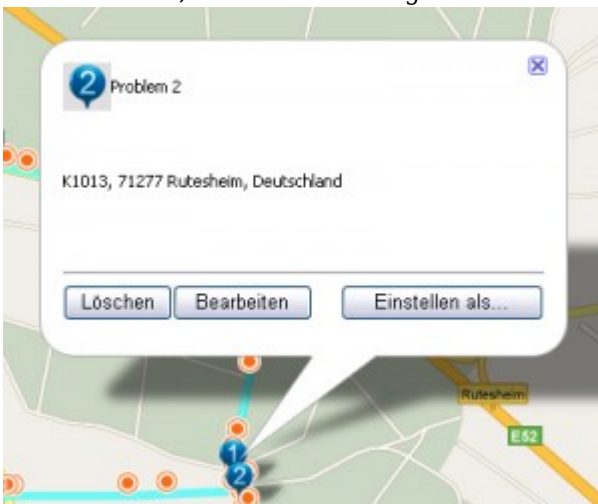 2 Problem 2
K1013, 71277 Rutesheim, Deutschland
Löschen Bearbeiten Einstellen als...
Rutesheim
E52
1
2